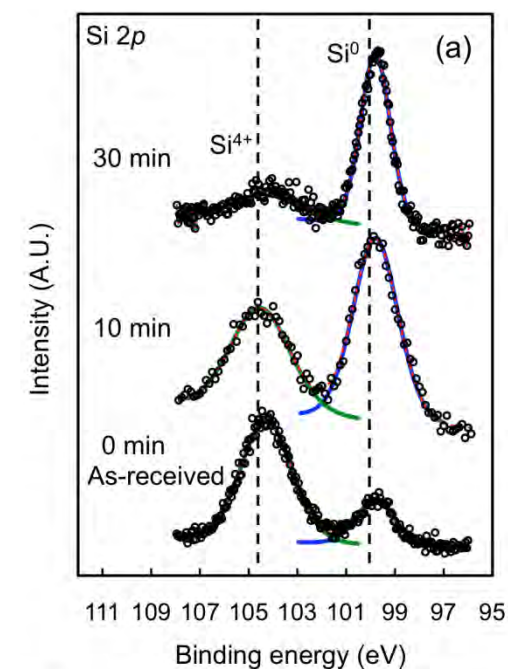 Si 2p
Si⁰
(a)
Si⁴⁺
30 min
10 min
0 min
As-received
Intensity (A.U.)
111 109 107 105 103 101 99 97 95
Binding energy (eV)